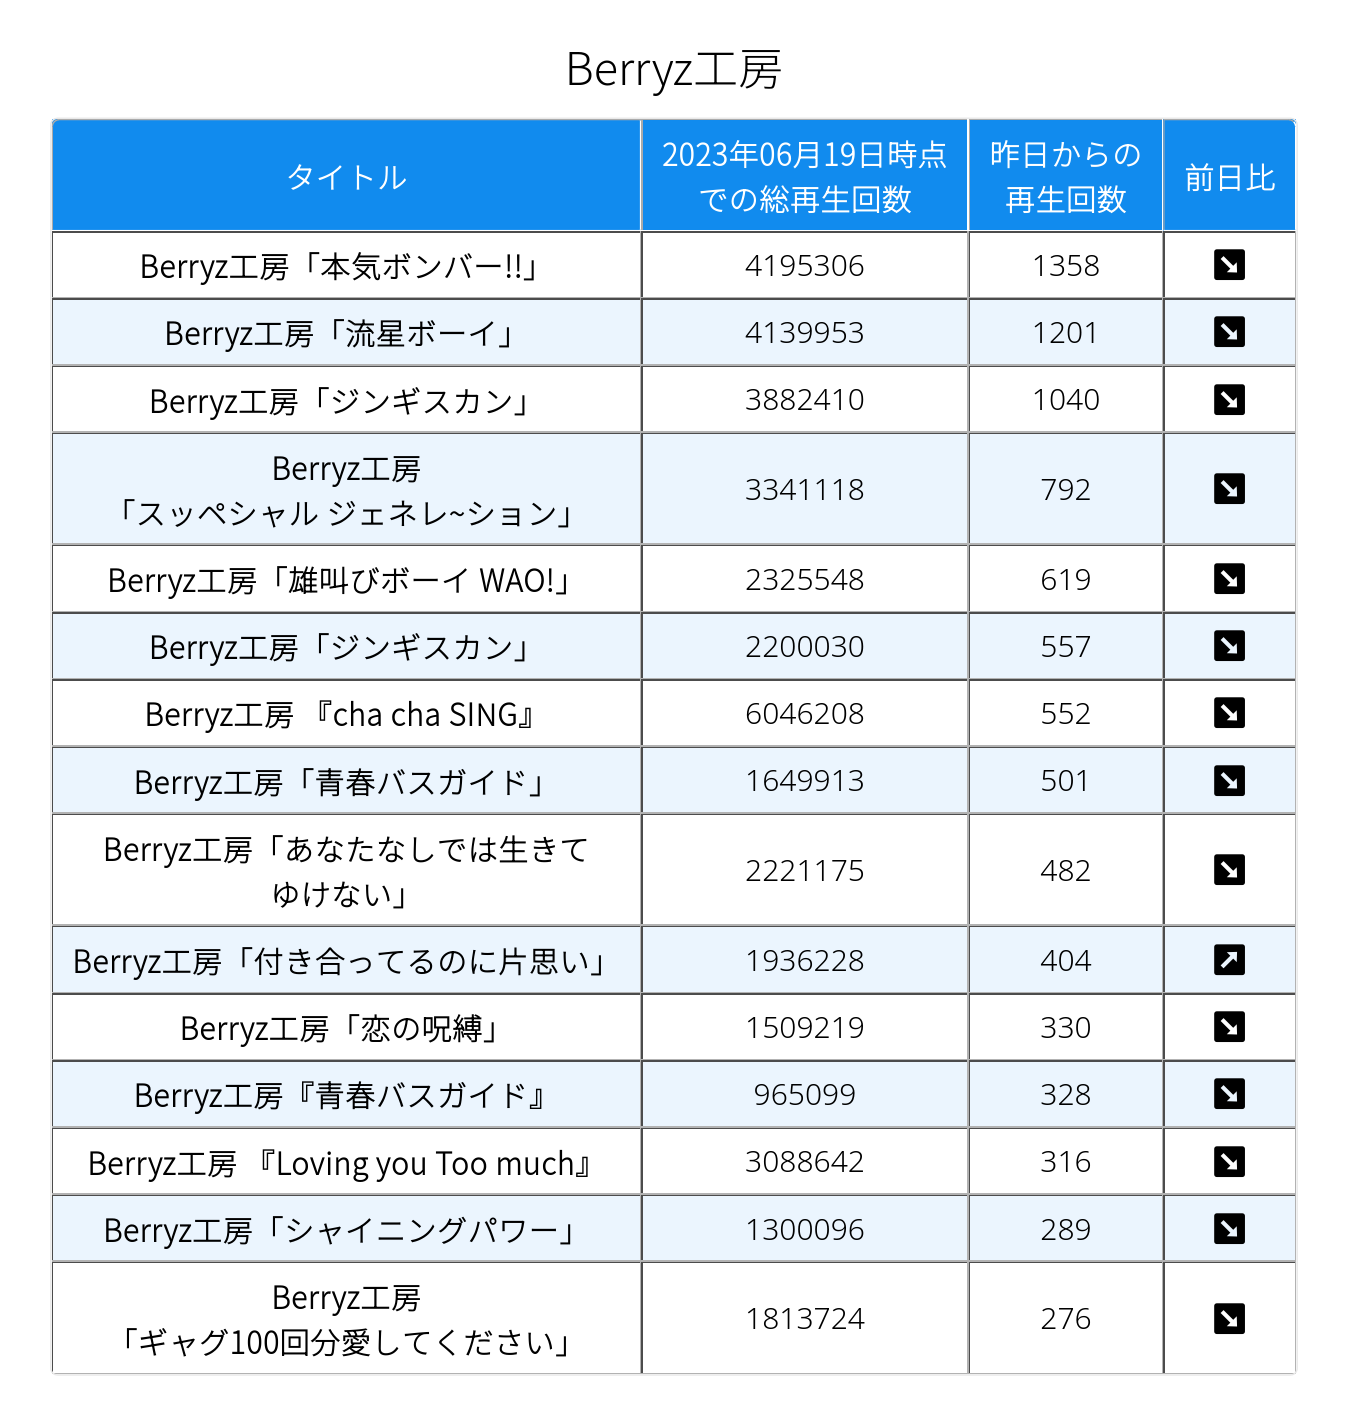 Berryz工房
タイトル
2023年06月19日時点
での総再生回数
昨日からの
再生回数
前日比
Berryz工房「本気ボンバー!!」
4195306
1358
Berryz工房「流星ボーイ」
4139953
1201
Berryz工房「ジンギスカン」
3882410
1040
Berryz工房
「スッペシャル ジェネレ~ション」
3341118
792
Berryz工房「雄叫びボーイ WAO!」
2325548
619
Berryz工房「ジンギスカン」
2200030
557
Berryz工房 『cha cha SING』
6046208
552
Berryz工房「青春バスガイド」
1649913
501
Berryz工房「あなたなしでは生きて
ゆけない」
2221175
482
Berryz工房「付き合ってるのに片思い」
1936228
404
Berryz工房「恋の呪縛」
1509219
330
Berryz工房『青春バスガイド』
965099
328
Berryz工房 『Loving you Too much』
3088642
316
Berryz工房「シャイニングパワー」
1300096
289
Berryz工房
「ギャグ100回分愛してください」
1813724
276